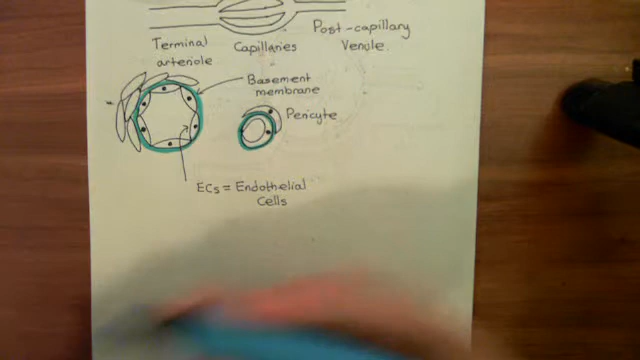 Terminal
arteriole
Capillaries
Post-capillary
Venule.
Basement
membrane
Pericyte
ECs = Endothelial
Cells